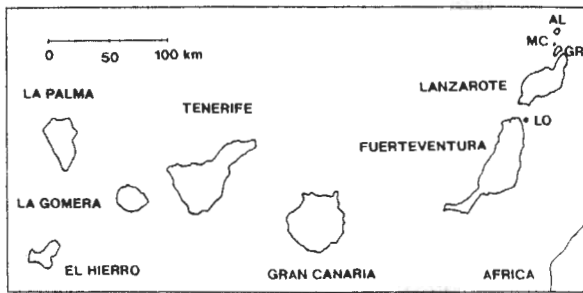 AL
MC
GR
0 50 100 km
LANZAROTE
LA PALMA
TENERIFE
LO
FUERTEVENTURA
LA GOMERA
EL HIERRO
GRAN CANARIA
AFRICA